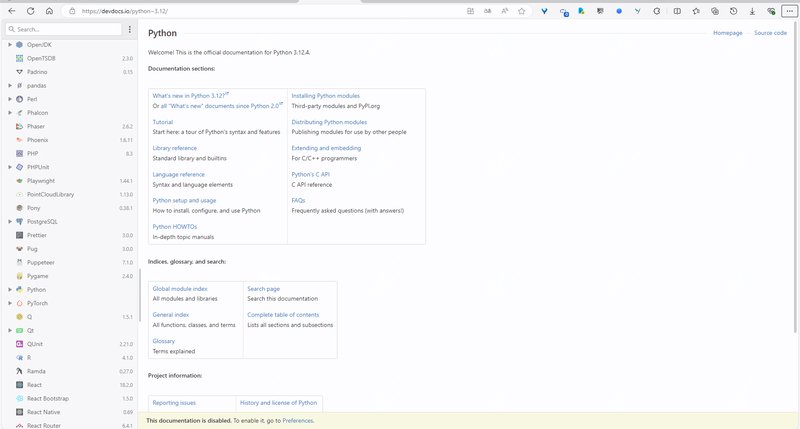 https://devdocs.io/python~3.12/
Search...
OpenJDK
OpenTSDB 2.3.0
Padrino 0.15
pandas
Perl
Phalcon
Phaser 2.6.2
Phoenix 1.6.11
PHP 8.3
PHPUnit
Playwright 1.44.1
PointCloudLibrary 1.13.0
Pony 0.38.1
PostgreSQL
Prettier 3.0.0
Pug 3.0.0
Puppeteer 7.1.0
Pygame 2.4.0
Python
PyTorch
Q 1.5.1
Qt
QUnit 2.21.0
R 4.1.0
Ramda 0.27.0
React 18.2.0
React Bootstrap 1.5.0
React Native 0.69
React Router 6.4.1
Python
Homepage
Source code
Welcome! This is the official documentation for Python 3.12.4.
Documentation sections:
What's new in Python 3.12?
Or all "What's new" documents since Python 2.0
Tutorial
Start here: a tour of Python's syntax and features
Library reference
Standard library and builtins
Language reference
Syntax and language elements
Python setup and usage
How to install, configure, and use Python
Python HOWTOs
In-depth topic manuals
Installing Python modules
Third-party modules and PyPI.org
Distributing Python modules
Publishing modules for use by other people
Extending and embedding
For C/C++ programmers
Python's C API
C API reference
FAQs
Frequently asked questions (with answers!)
Indices, glossary, and search:
Global module index
All modules and libraries
General index
All functions, classes, and terms
Glossary
Terms explained
Search page
Search this documentation
Complete table of contents
Lists all sections and subsections
Project information:
Reporting issues
History and license of Python
This documentation is disabled. To enable it, go to Preferences.